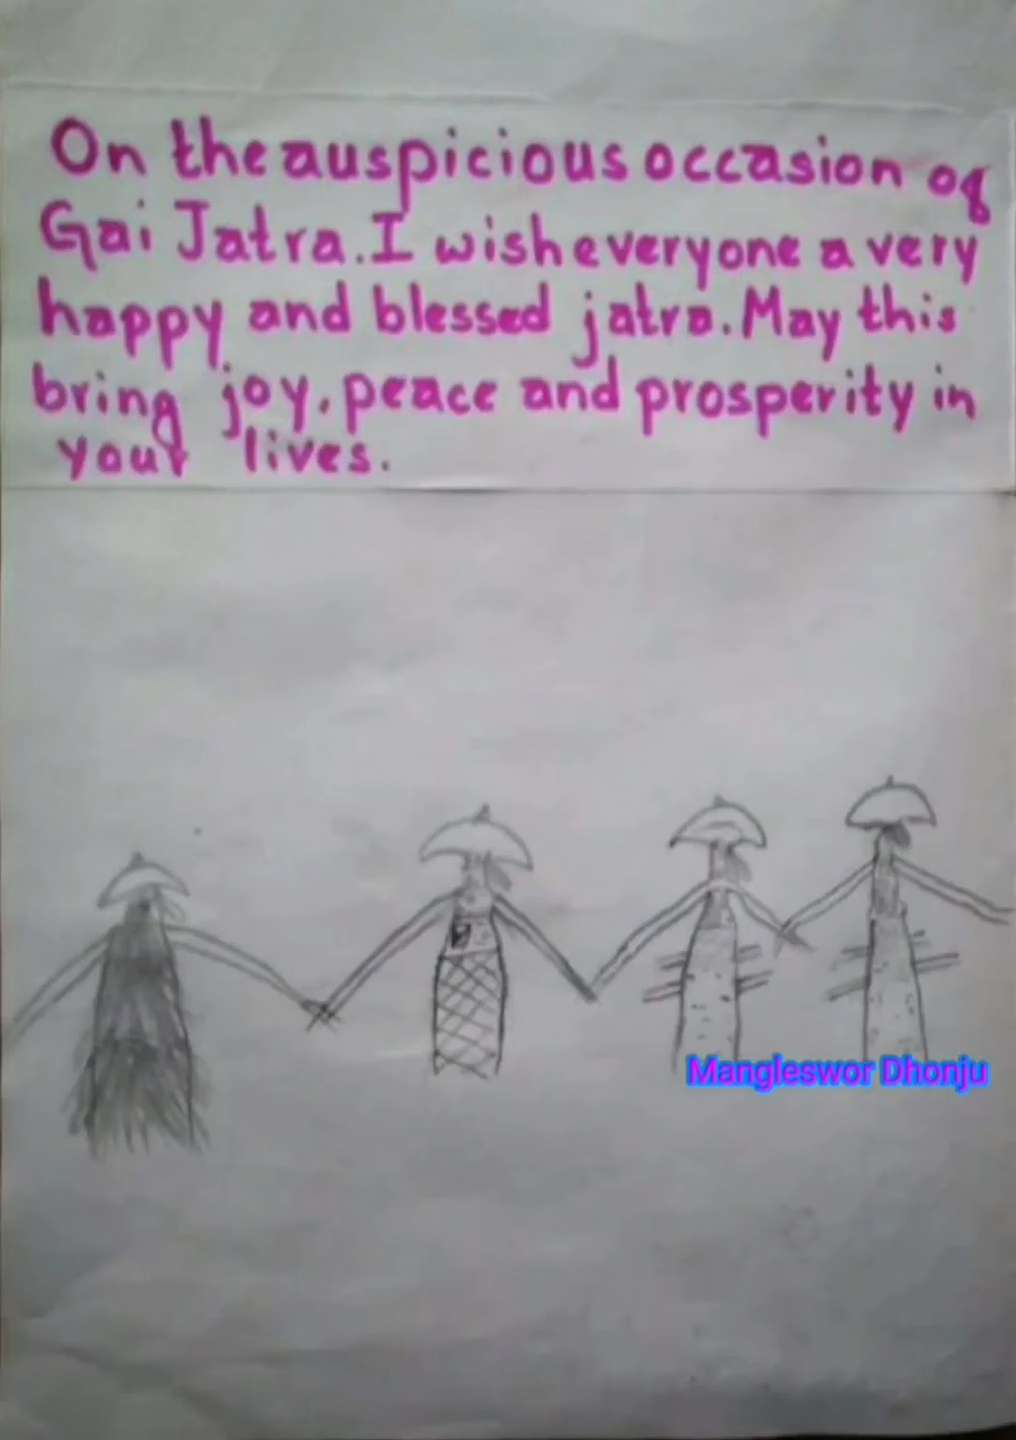 On the auspicious occasion of
Gai Jatra. I wish everyone a very
happy and blessed jatra. May this
bring joy, peace and prosperity in
your lives.
Mangleswor Dhonju